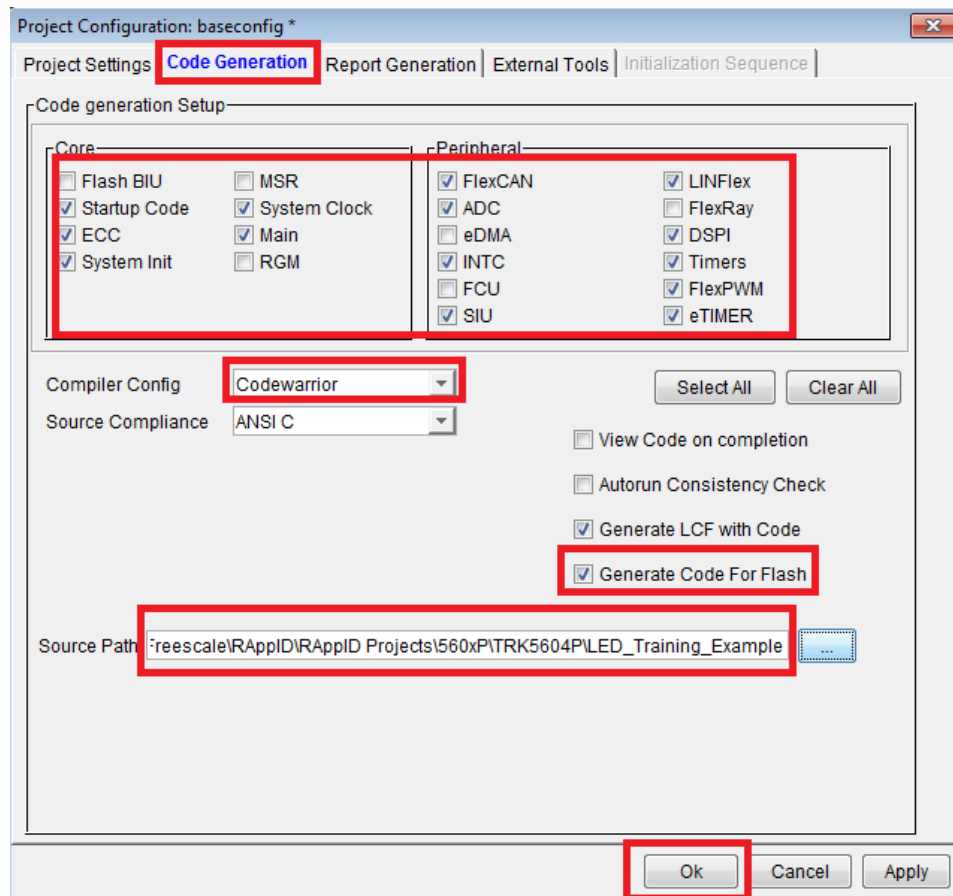 Project Configuration: baseconfig *
Project Settings Code Generation Report Generation External Tools Initialization Sequence
Code generation Setup
Core
Flash BIU MSR
Startup Code System Clock
ECC Main
System Init RGM
Peripheral
FlexCAN LINFlex
ADC FlexRay
eDMA DSPI
INTC Timers
FCU FlexPWM
SIU eTIMER
Compiler Config Codewarrior
Select All Clear All
Source Compliance ANSI C
View Code on completion
Autorun Consistency Check
Generate LCF with Code
Generate Code For Flash
Source Path Freescale\RAppID\RAppID Projects\560xP\TRK5604P\LED_Training_Example ...
Ok Cancel Apply